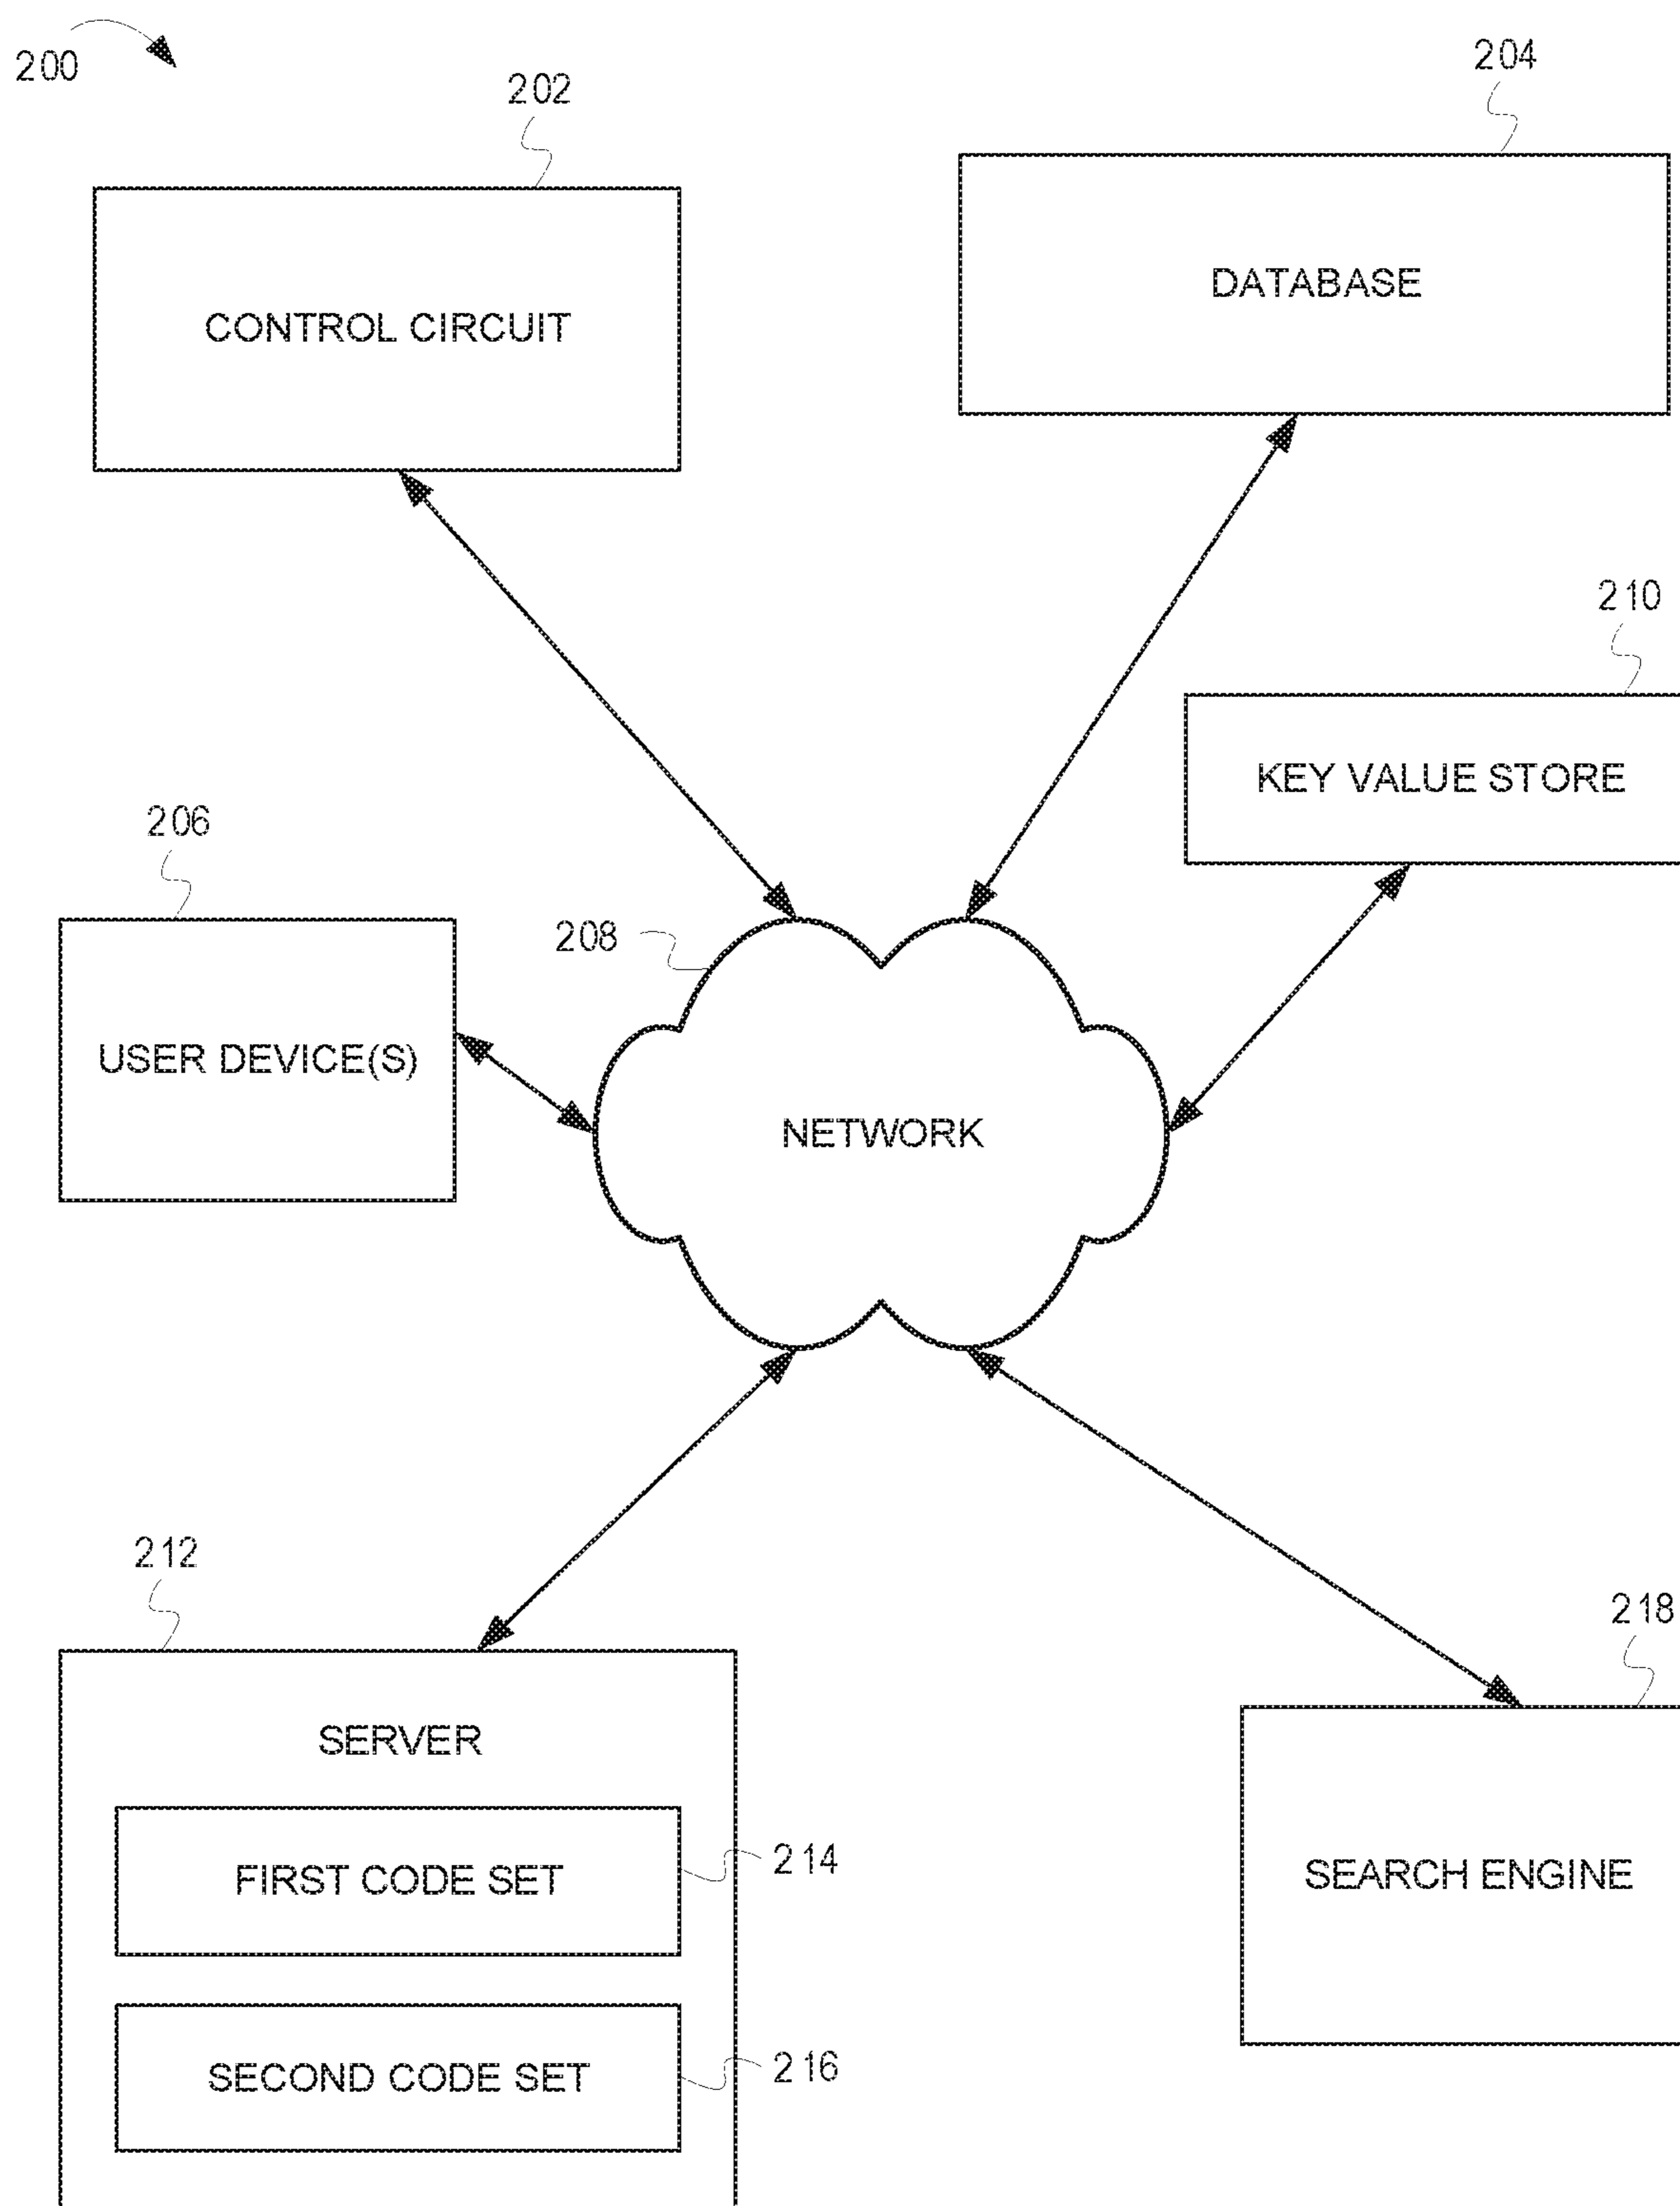 200
202
204
CONTROL CIRCUIT
DATABASE
210
KEY VALUE STORE
206
208
USER DEVICE(S)
NETWORK
212
218
SERVER
FIRST CODE SET
214
SEARCH ENGINE
SECOND CODE SET
216